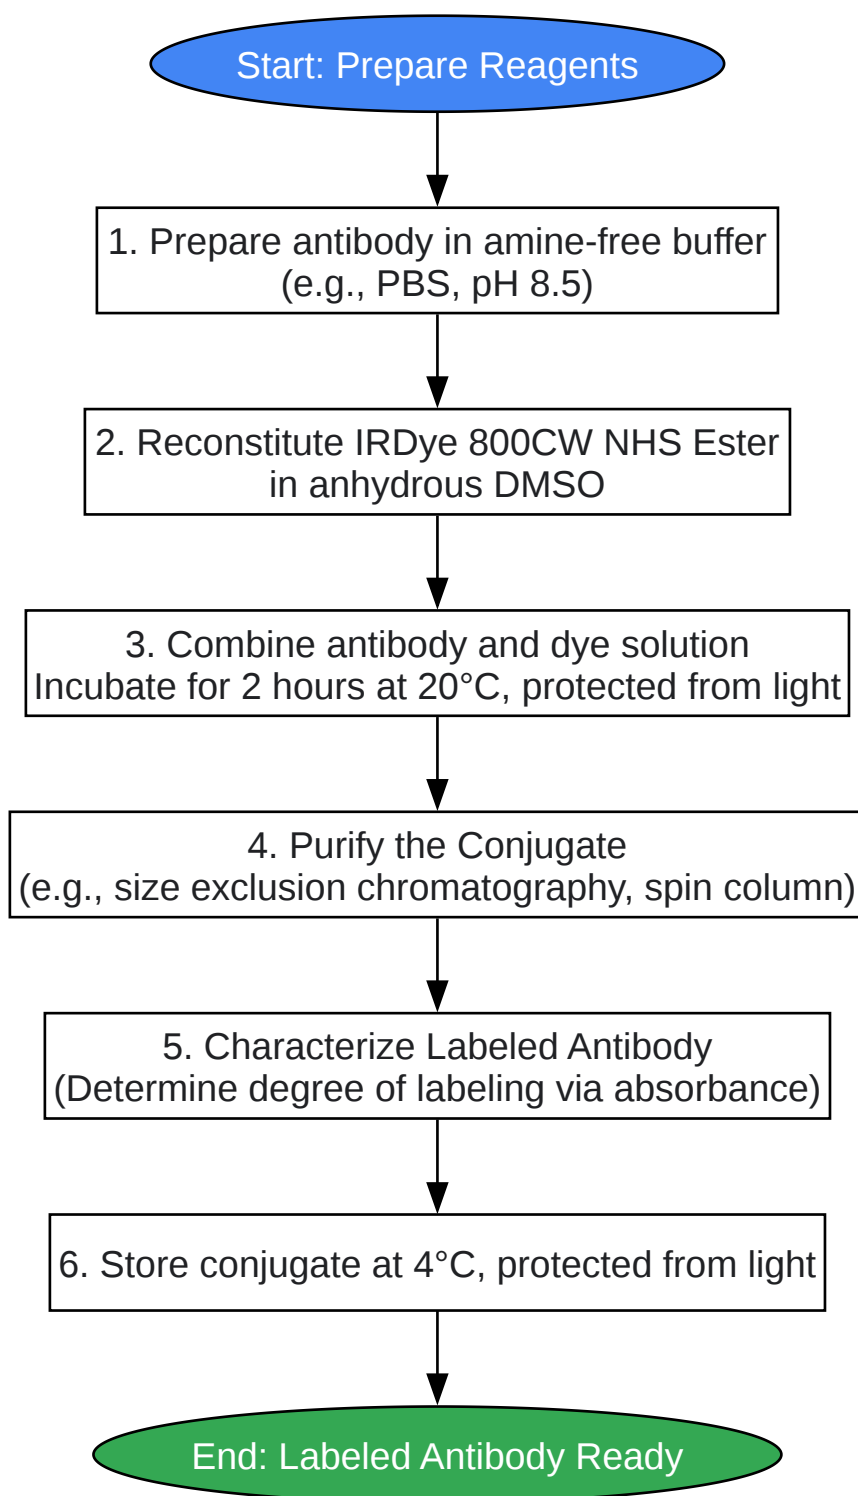 Start: Prepare Reagents
1. Prepare antibody in amine-free buffer
(e.g., PBS, pH 8.5)
2. Reconstitute IRDye 800CW NHS Ester
in anhydrous DMSO
3. Combine antibody and dye solution
Incubate for 2 hours at 20°C, protected from light
4. Purify the Conjugate
(e.g., size exclusion chromatography, spin column)
5. Characterize Labeled Antibody
(Determine degree of labeling via absorbance)
6. Store conjugate at 4°C, protected from light
End: Labeled Antibody Ready